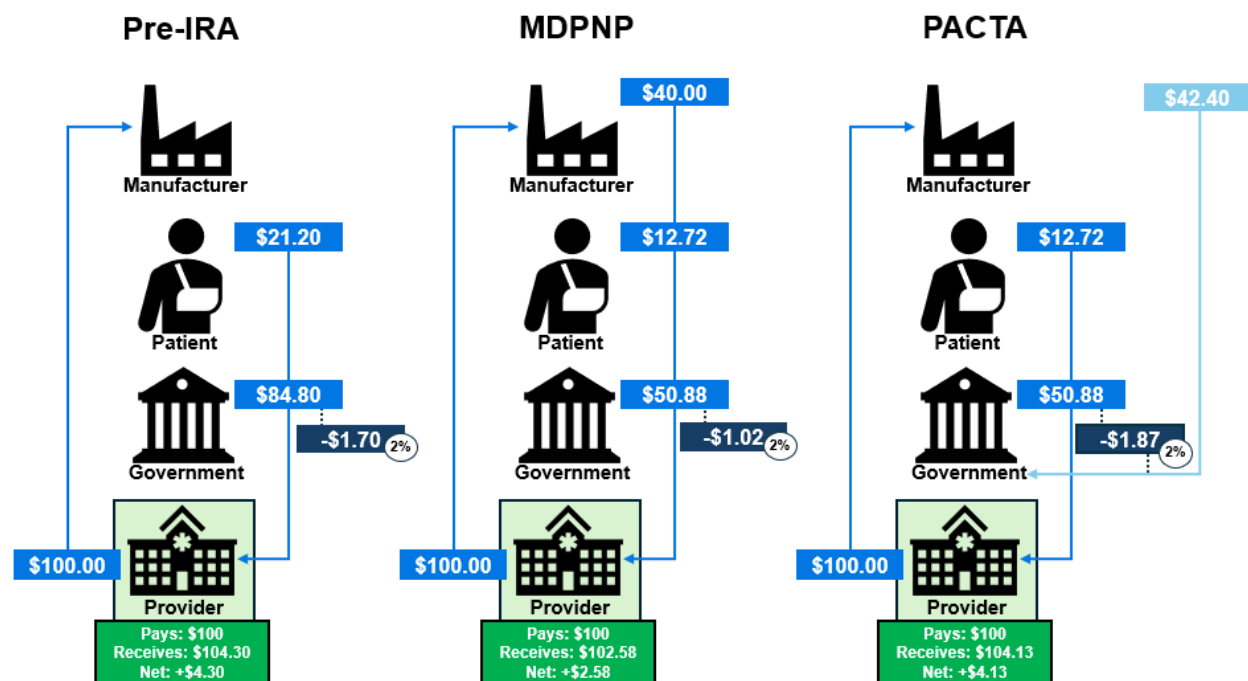 Pre-IRA
Manufacturer
$21.20
Patient
$84.80
-$1.70
2%
Government
$100.00
Provider
Pays: $100
Receives: $104.30
Net: +$4.30
MDPNP
$40.00
Manufacturer
$12.72
Patient
$50.88
-$1.02
2%
Government
$100.00
Provider
Pays: $100
Receives: $102.58
Net: +$2.58
PACTA
$42.40
Manufacturer
$12.72
Patient
$50.88
-$1.87
2%
Government
$100.00
Provider
Pays: $100
Receives: $104.13
Net: +$4.13